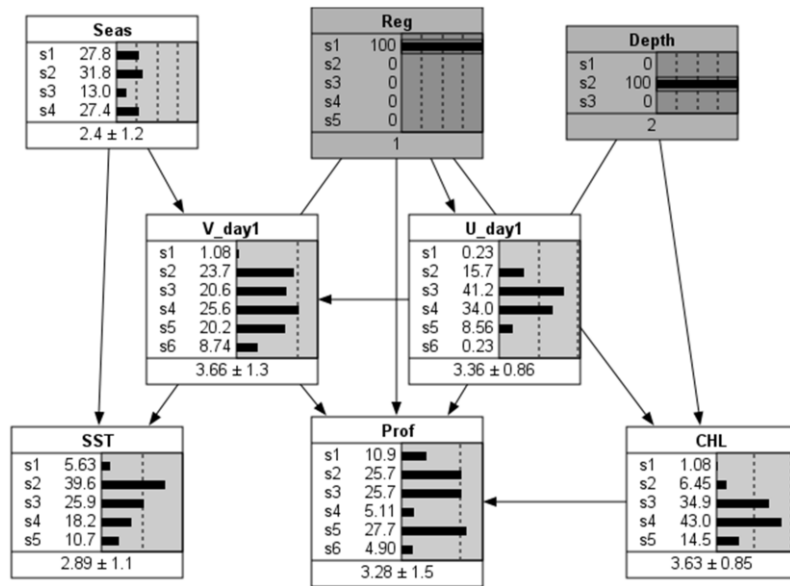 Seas
s1 27.8
s2 31.8
s3 13.0
s4 27.4
2.4 ± 1.2
Reg
s1 100
s2 0
s3 0
s4 0
s5 0
1
Depth
s1 0
s2 100
s3 0
2
V_day1
s1 1.08
s2 23.7
s3 20.6
s4 25.6
s5 20.2
s6 8.74
3.66 ± 1.3
U_day1
s1 0.23
s2 15.7
s3 41.2
s4 34.0
s5 8.56
s6 0.23
3.36 ± 0.86
SST
s1 5.63
s2 39.6
s3 25.9
s4 18.2
s5 10.7
2.89 ± 1.1
Prof
s1 10.9
s2 25.7
s3 25.7
s4 5.11
s5 27.7
s6 4.90
3.28 ± 1.5
CHL
s1 1.08
s2 6.45
s3 34.9
s4 43.0
s5 14.5
3.63 ± 0.85